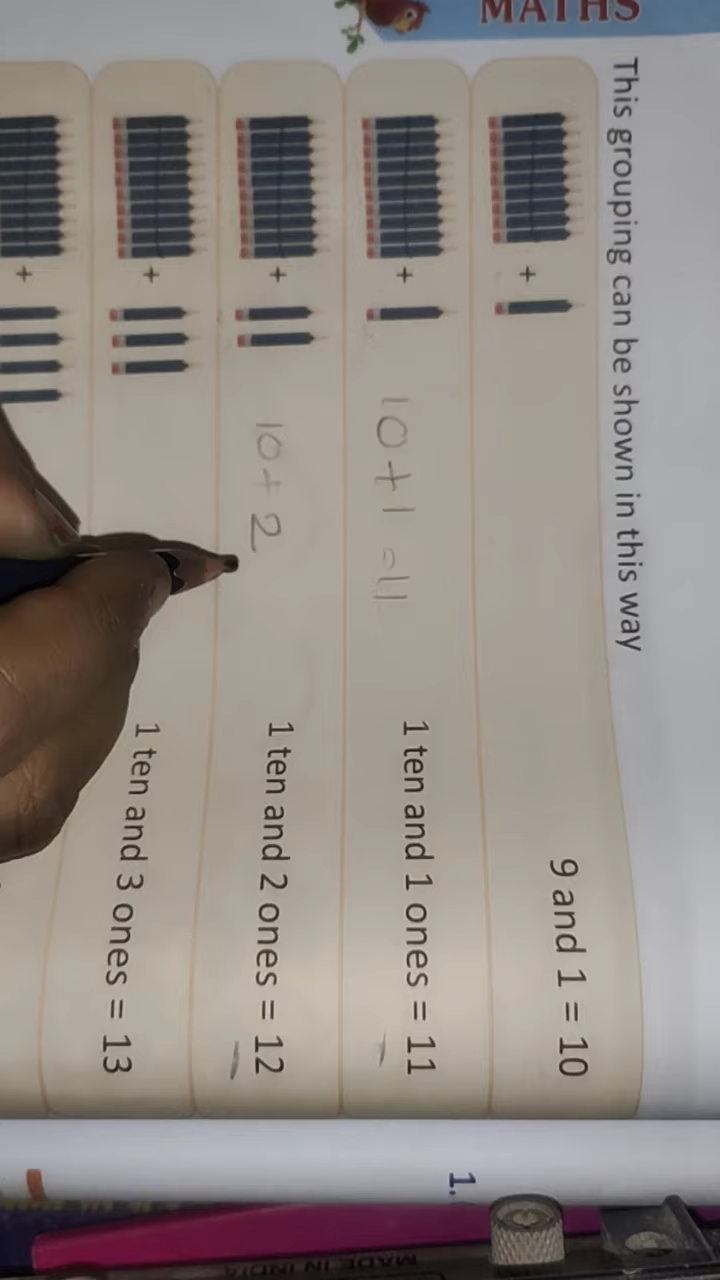 MATHS
This grouping can be shown in this way
+ 9 and 1 = 10
+ 10+1 =11 1 ten and 1 ones = 11
+ 10+2 1 ten and 2 ones = 12
+ 1 ten and 3 ones = 13
+
1.
MADE IN INDIA